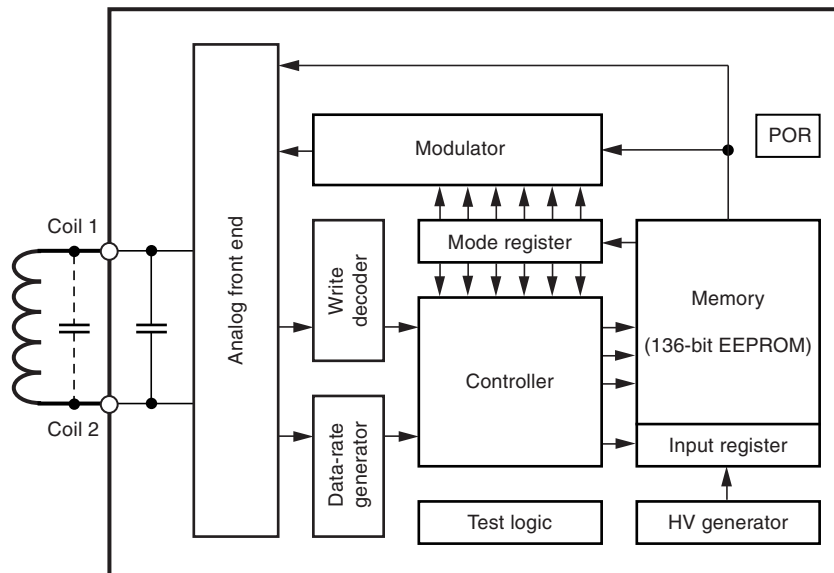 POR
Modulator
Coil 1
Mode register
Analog front end
Write
decoder
Memory
(136-bit EEPROM)
Controller
Coil 2
Data-rate
generator
Input register
Test logic
HV generator